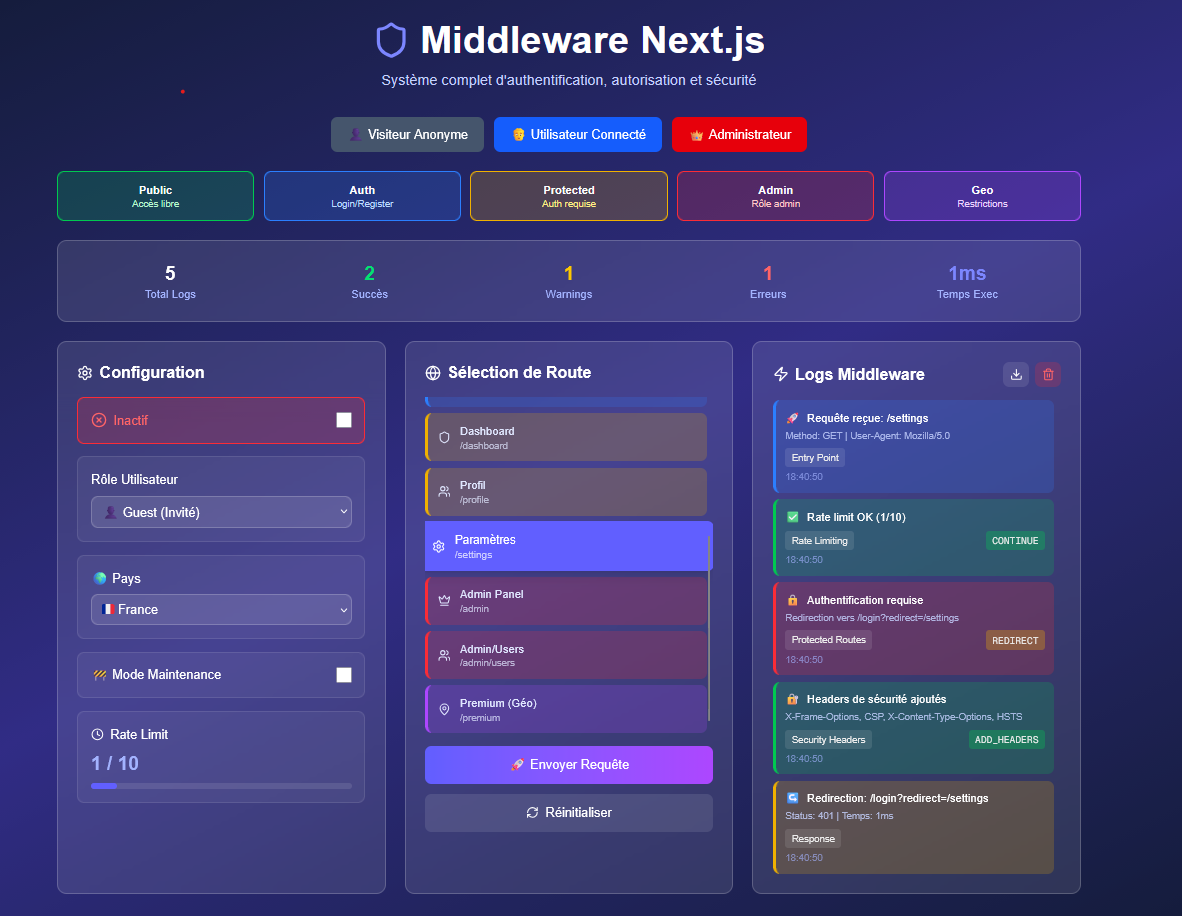 Middleware Next.js
Système complet d'authentification, autorisation et sécurité
Visiteur Anonyme
Utilisateur Connecté
Administrateur
Public
Accès libre
Auth
Login/Register
Protected
Auth requise
Admin
Rôle admin
Geo
Restrictions
5
Total Logs
2
Succès
1
Warnings
1
Erreurs
1ms
Temps Exec
Configuration
Inactif
Rôle Utilisateur
Guest (Invité)
Pays
France
Mode Maintenance
Rate Limit
1 / 10
Sélection de Route
Dashboard
/dashboard
Profil
/profile
Paramètres
/settings
Admin Panel
/admin
Admin/Users
/admin/users
Premium (Géo)
/premium
Envoyer Requête
Réinitialiser
Logs Middleware
Requête reçue: /settings
Method: GET | User-Agent: Mozilla/5.0
Entry Point
18:40:50
Rate limit OK (1/10)
Rate Limiting
CONTINUE
18:40:50
Authentification requise
Redirection vers /login?redirect=/settings
Protected Routes
REDIRECT
18:40:50
Headers de sécurité ajoutés
X-Frame-Options, CSP, X-Content-Type-Options, HSTS
Security Headers
ADD_HEADERS
18:40:50
Redirection: /login?redirect=/settings
Status: 401 | Temps: 1ms
Response
18:40:50